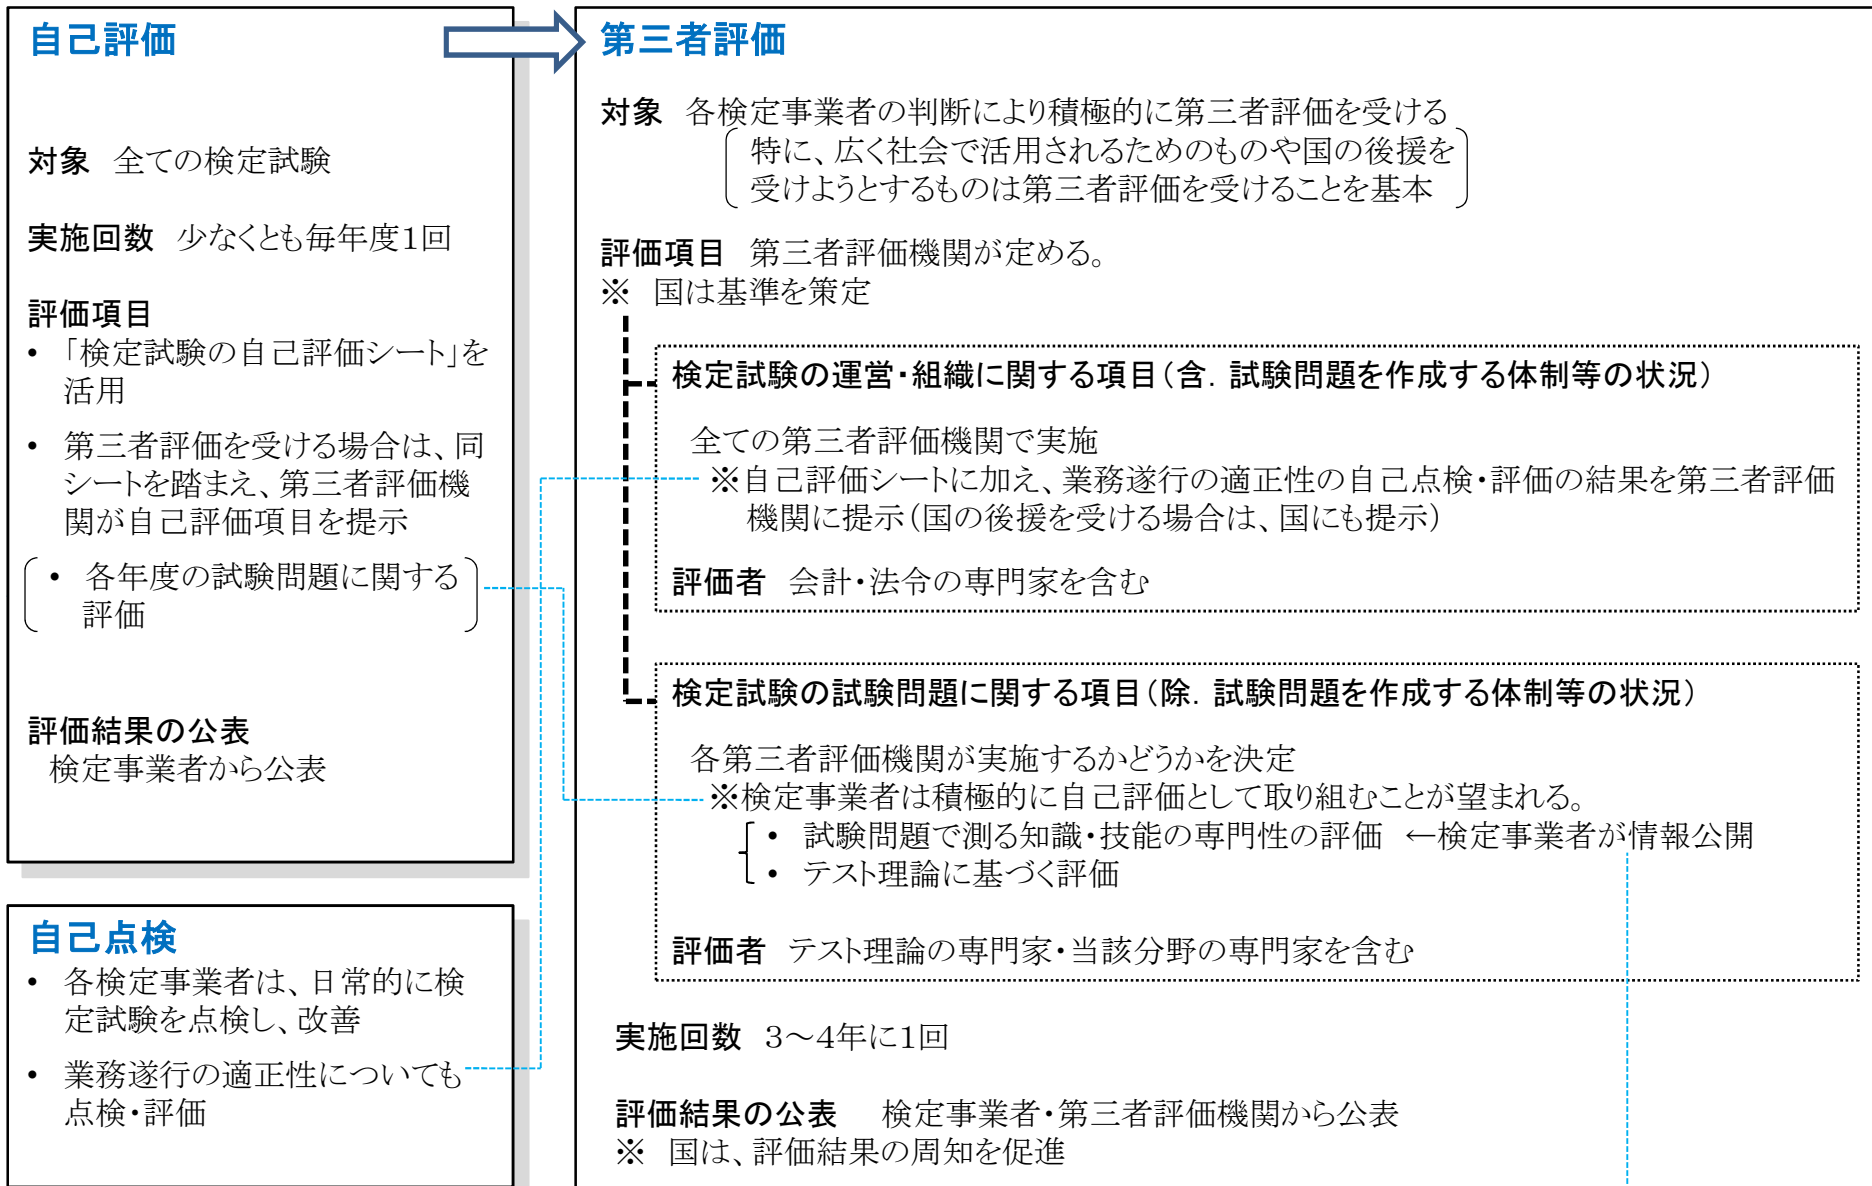 自己評価
対象 全ての検定試験
実施回数 少なくとも毎年度1回
評価項目
• 「検定試験の自己評価シート」を
活用
• 第三者評価を受ける場合は、同
シートを踏まえ、第三者評価機
関が自己評価項目を提示
• 各年度の試験問題に関する
評価
評価結果の公表
検定事業者から公表
自己点検
• 各検定事業者は、日常的に検
定試験を点検し、改善
• 業務遂行の適正性についても
点検・評価
第三者評価
対象 各検定事業者の判断により積極的に第三者評価を受ける
特に、広く社会で活用されるためのものや国の後援を
受けようとするものは第三者評価を受けることを基本
評価項目 第三者評価機関が定める。
※ 国は基準を策定
検定試験の運営・組織に関する項目(含. 試験問題を作成する体制等の状況)
全ての第三者評価機関で実施
※自己評価シートに加え、業務遂行の適正性の自己点検・評価の結果を第三者評価
機関に提示(国の後援を受ける場合は、国にも提示)
評価者 会計・法令の専門家を含む
検定試験の試験問題に関する項目(除. 試験問題を作成する体制等の状況)
各第三者評価機関が実施するかどうかを決定
※検定事業者は積極的に自己評価として取り組むことが望まれる。
• 試験問題で測る知識・技能の専門性の評価 ←検定事業者が情報公開
• テスト理論に基づく評価
評価者 テスト理論の専門家・当該分野の専門家を含む
実施回数 3～4年に1回
評価結果の公表 検定事業者・第三者評価機関から公表
※ 国は、評価結果の周知を促進